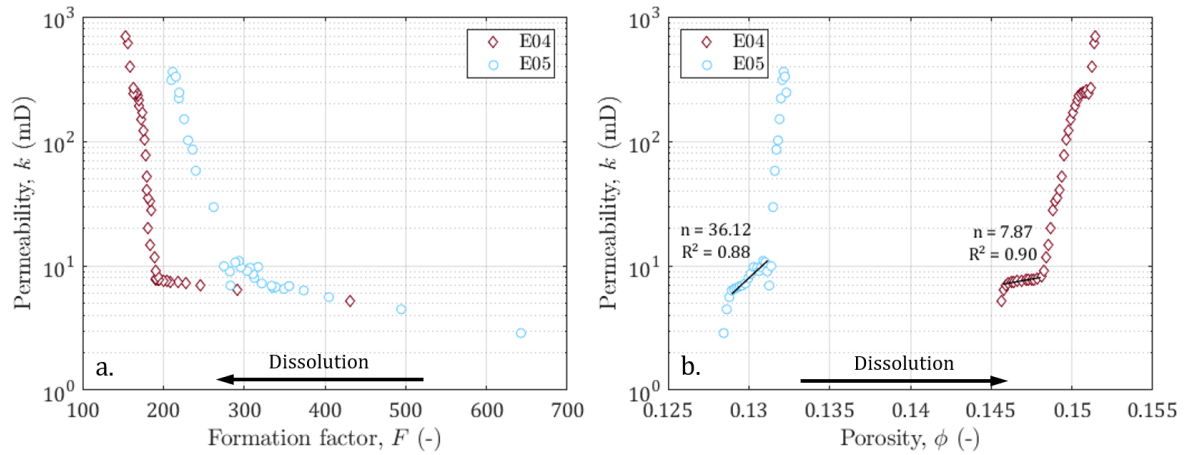 10³
10²
10¹
10⁰
Permeability, k (mD)
E04
E05
a.
Dissolution
100 200 300 400 500 600 700
Formation factor, F (-)
10³
10²
10¹
10⁰
Permeability, k (mD)
E04
E05
n = 36.12
R² = 0.88
n = 7.87
R² = 0.90
b.
Dissolution
0.125 0.13 0.135 0.14 0.145 0.15 0.155
Porosity, ϕ (-)